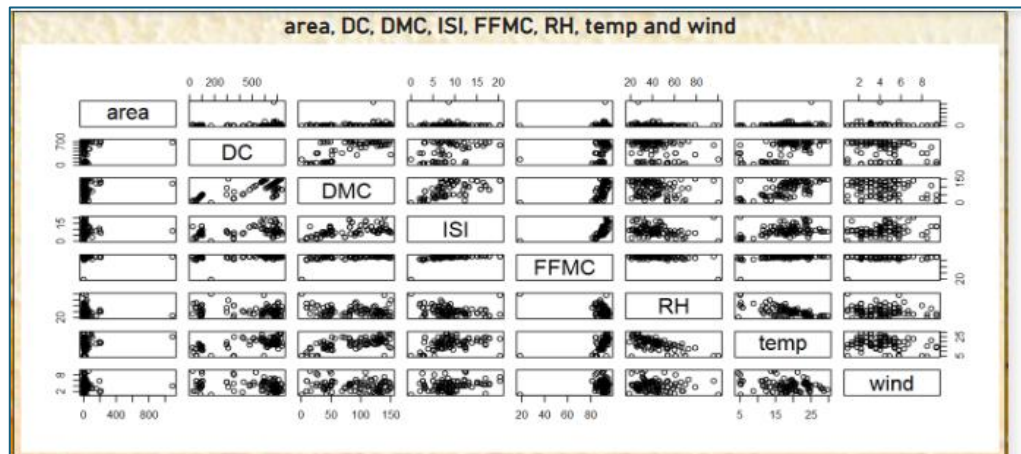 area, DC, DMC, ISI, FFMC, RH, temp and wind
0 200 500
0 5 10 15 20
20 40 60 80
2 4 6 8
area
0
0 700
DC
DMC
0 150
0 15
ISI
FFMC
20
20
RH
temp
5 25
2 8
wind
0 400 800
0 50 100 150
20 40 60 80
5 15 25